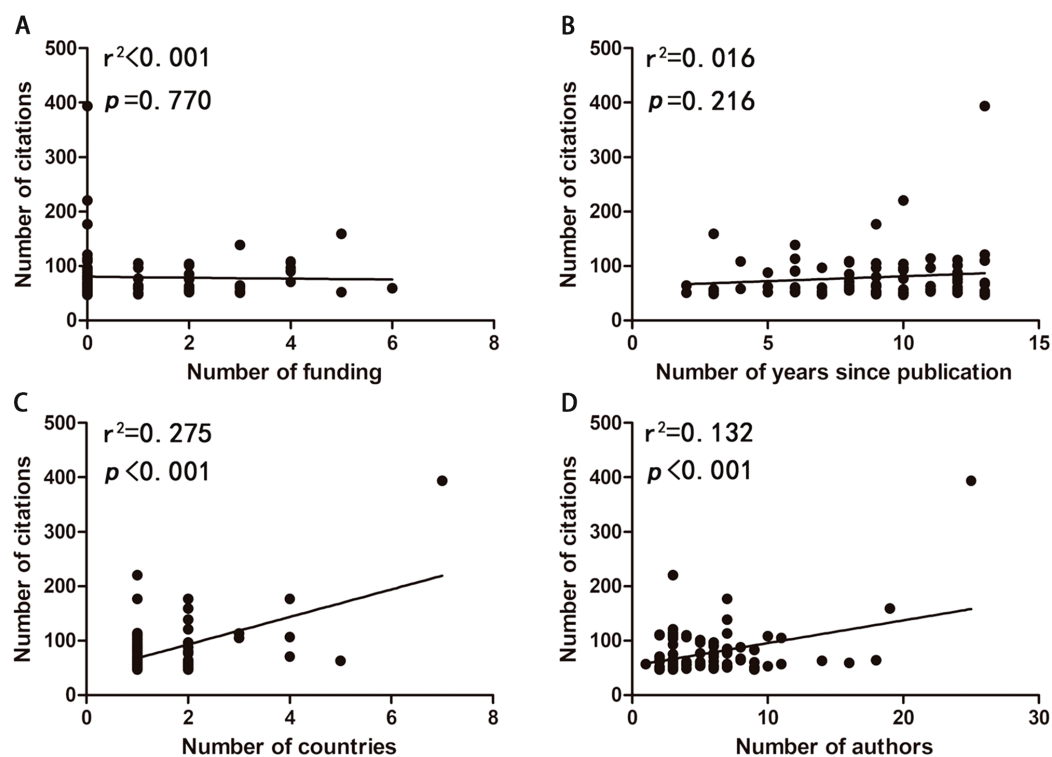 A
r²<0.001
p=0.770
500
400
300
200
100
0
Number of citations
0 2 4 6 8
Number of funding
B
r²=0.016
p=0.216
500
400
300
200
100
0
Number of citations
0 5 10 15
Number of years since publication
C
r²=0.275
p<0.001
500
400
300
200
100
0
Number of citations
0 2 4 6 8
Number of countries
D
r²=0.132
p<0.001
500
400
300
200
100
0
Number of citations
0 10 20 30
Number of authors